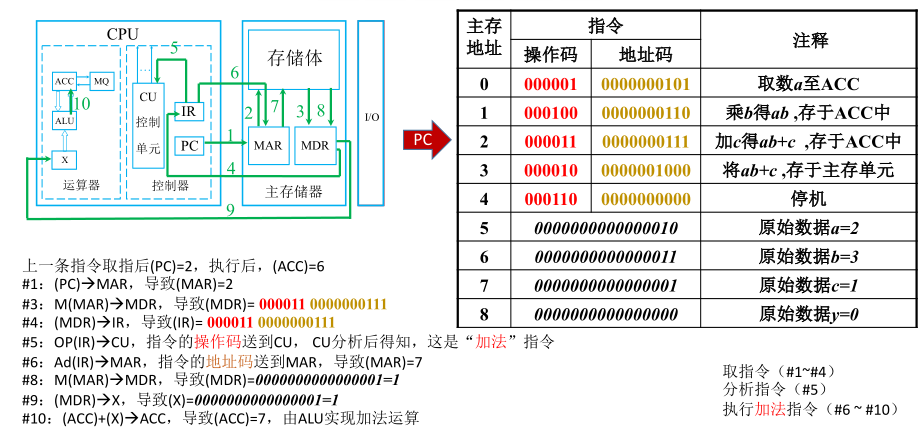 CPU
ACC
MQ
10
ALU
X
运算器
5
...
CU
控制
单元
IR
PC
控制器
6
1
4
9
存储体
2
7
3
8
MAR
MDR
主存储器
I/O
PC
主存地址 指令 注释
操作码 地址码
0 000001 0000000101 取数a至ACC
1 000100 0000000110 乘b得ab ,存于ACC中
2 000011 0000000111 加c得ab+c ,存于ACC中
3 000010 0000001000 将ab+c ,存于主存单元
4 000110 0000000000 停机
5 0000000000000010 原始数据a=2
6 0000000000000011 原始数据b=3
7 0000000000000001 原始数据c=1
8 0000000000000000 原始数据y=0
上一条指令取指后(PC)=2，执行后，(ACC)=6
#1：(PC)→MAR，导致(MAR)=2
#3：M(MAR)→MDR，导致(MDR)= 000011 0000000111
#4：(MDR)→IR，导致(IR)= 000011 0000000111
#5：OP(IR)→CU，指令的操作码送到CU， CU分析后得知，这是“加法”指令
#6：Ad(IR)→MAR，指令的地址码送到MAR，导致(MAR)=7
#8：M(MAR)→MDR，导致(MDR)=0000000000000001=1
#9：(MDR)→X，导致(X)=0000000000000001=1
#10：(ACC)+(X)→ACC，导致(ACC)=7，由ALU实现加法运算
取指令（#1~#4）
分析指令（#5）
执行加法指令（#6 ~ #10）